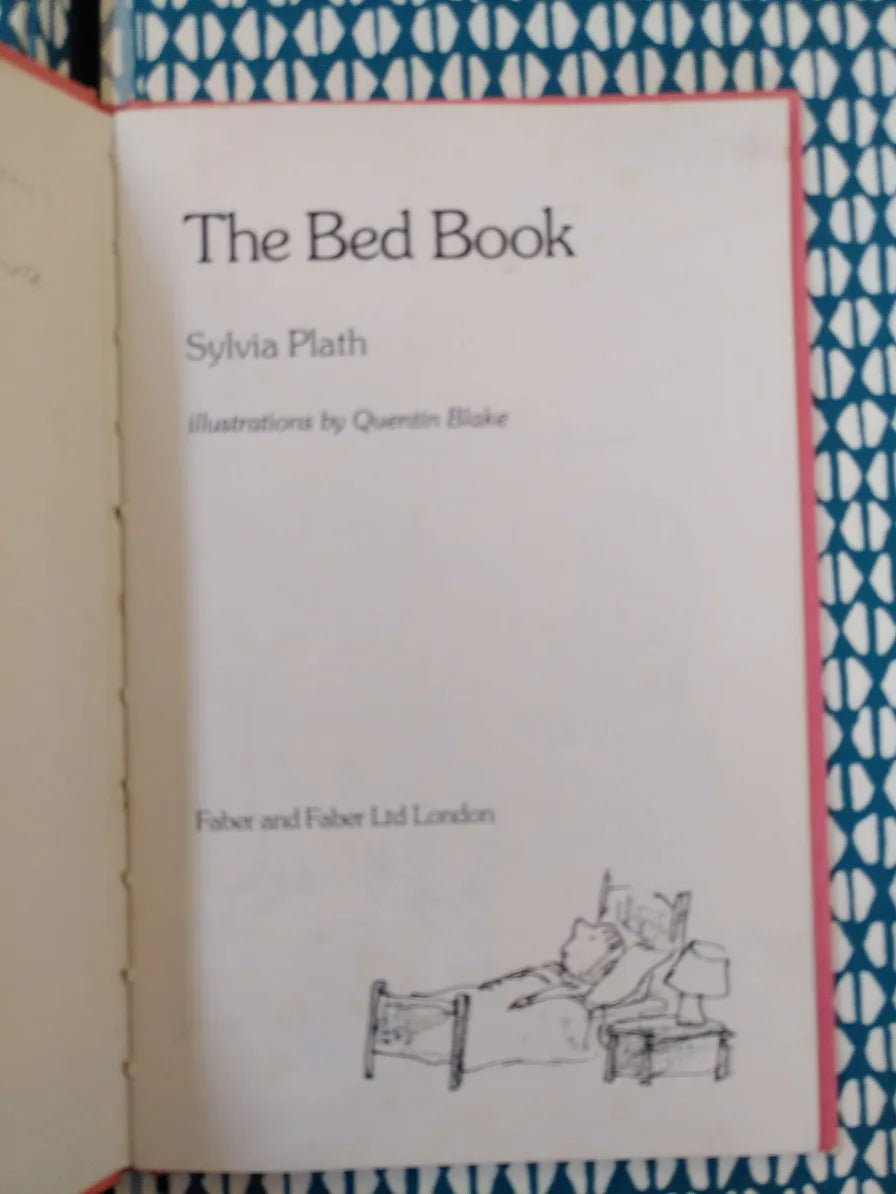 The Bed Book
Sylvia Plath
illustrations by Quentin Blake
Faber and Faber Ltd London